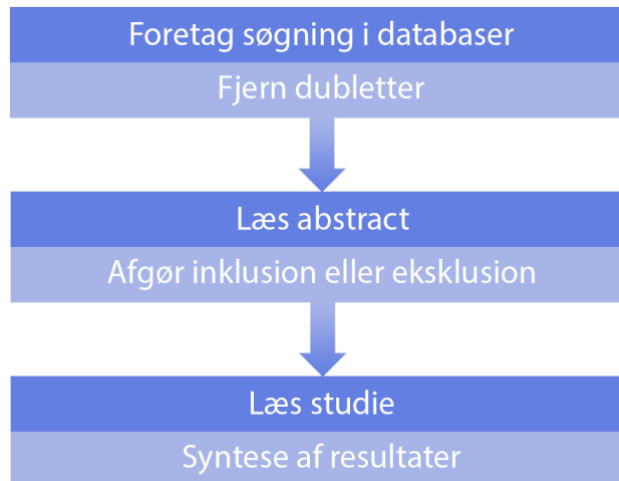 Foretag søgning i databaser
Fjern dubletter
Læs abstract
Afgør inklusion eller eksklusion
Læs studie
Syntese af resultater